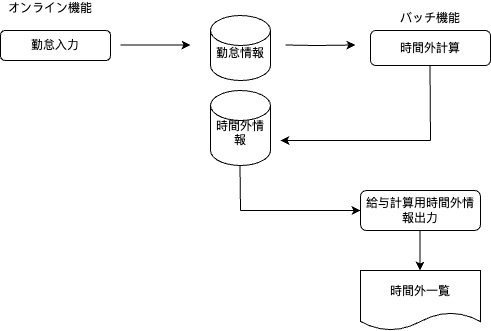 オンライン機能
バッチ機能
勤怠入力
勤怠情報
時間外計算
時間外情
報
給与計算用時間外情
報出力
時間外一覧